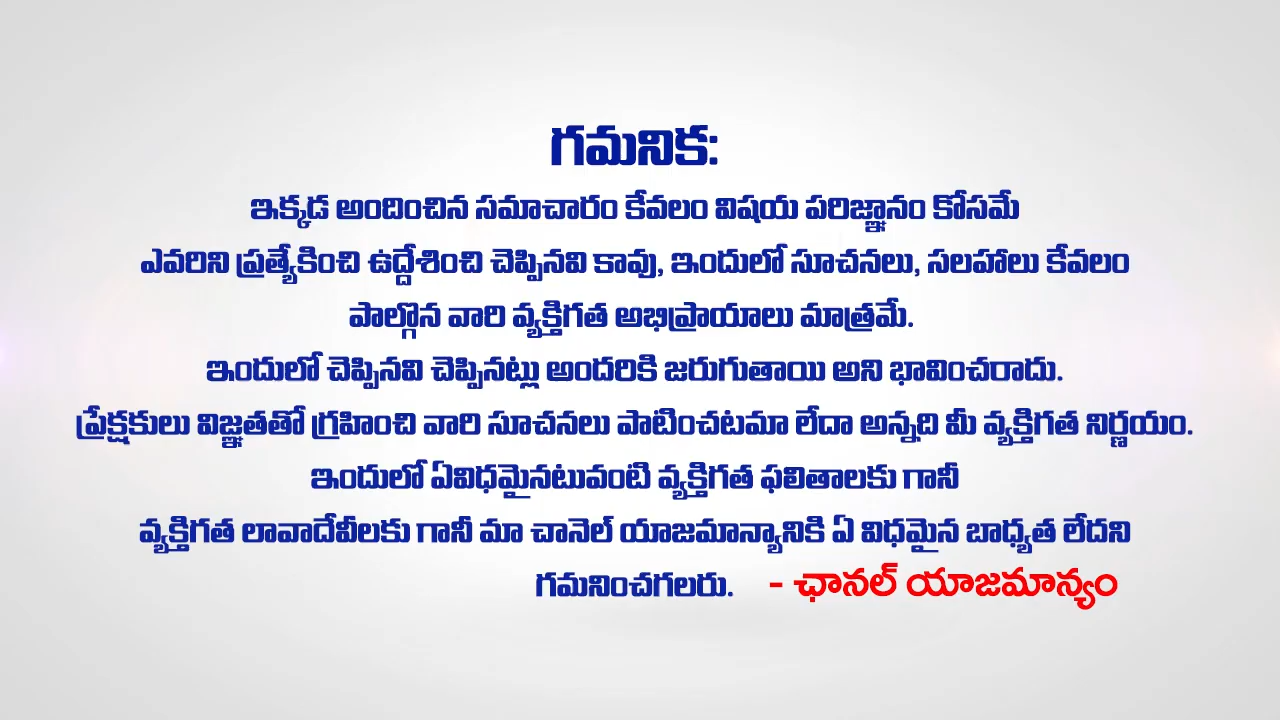 గమనిక:
ఇక్కడ అందించిన సమాచారం కేవలం విషయ పరిజ్ఞానం కోసమే
ఎవరిని ప్రత్యేకించి ఉద్దేశించి చెప్పినవి కావు, ఇందులో సూచనలు, సలహాలు కేవలం
పాల్గొన వారి వ్యక్తిగత అభిప్రాయాలు మాత్రమే.
ఇందులో చెప్పినవి చెప్పినట్లు అందరికి జరుగుతాయి అని భావించరాదు.
ప్రేక్షకులు విజ్ఞతతో గ్రహించి వారి సూచనలు పాటించటమా లేదా అన్నది మీ వ్యక్తిగత నిర్ణయం.
ఇందులో ఏవిధమైనటువంటి వ్యక్తిగత ఫలితాలకు గానీ
వ్యక్తిగత లావాదేవీలకు గానీ మా చానెల్ యాజమాన్యానికి ఏ విధమైన బాధ్యత లేదని
గమనించగలరు. - ఛానల్ యాజమాన్యం